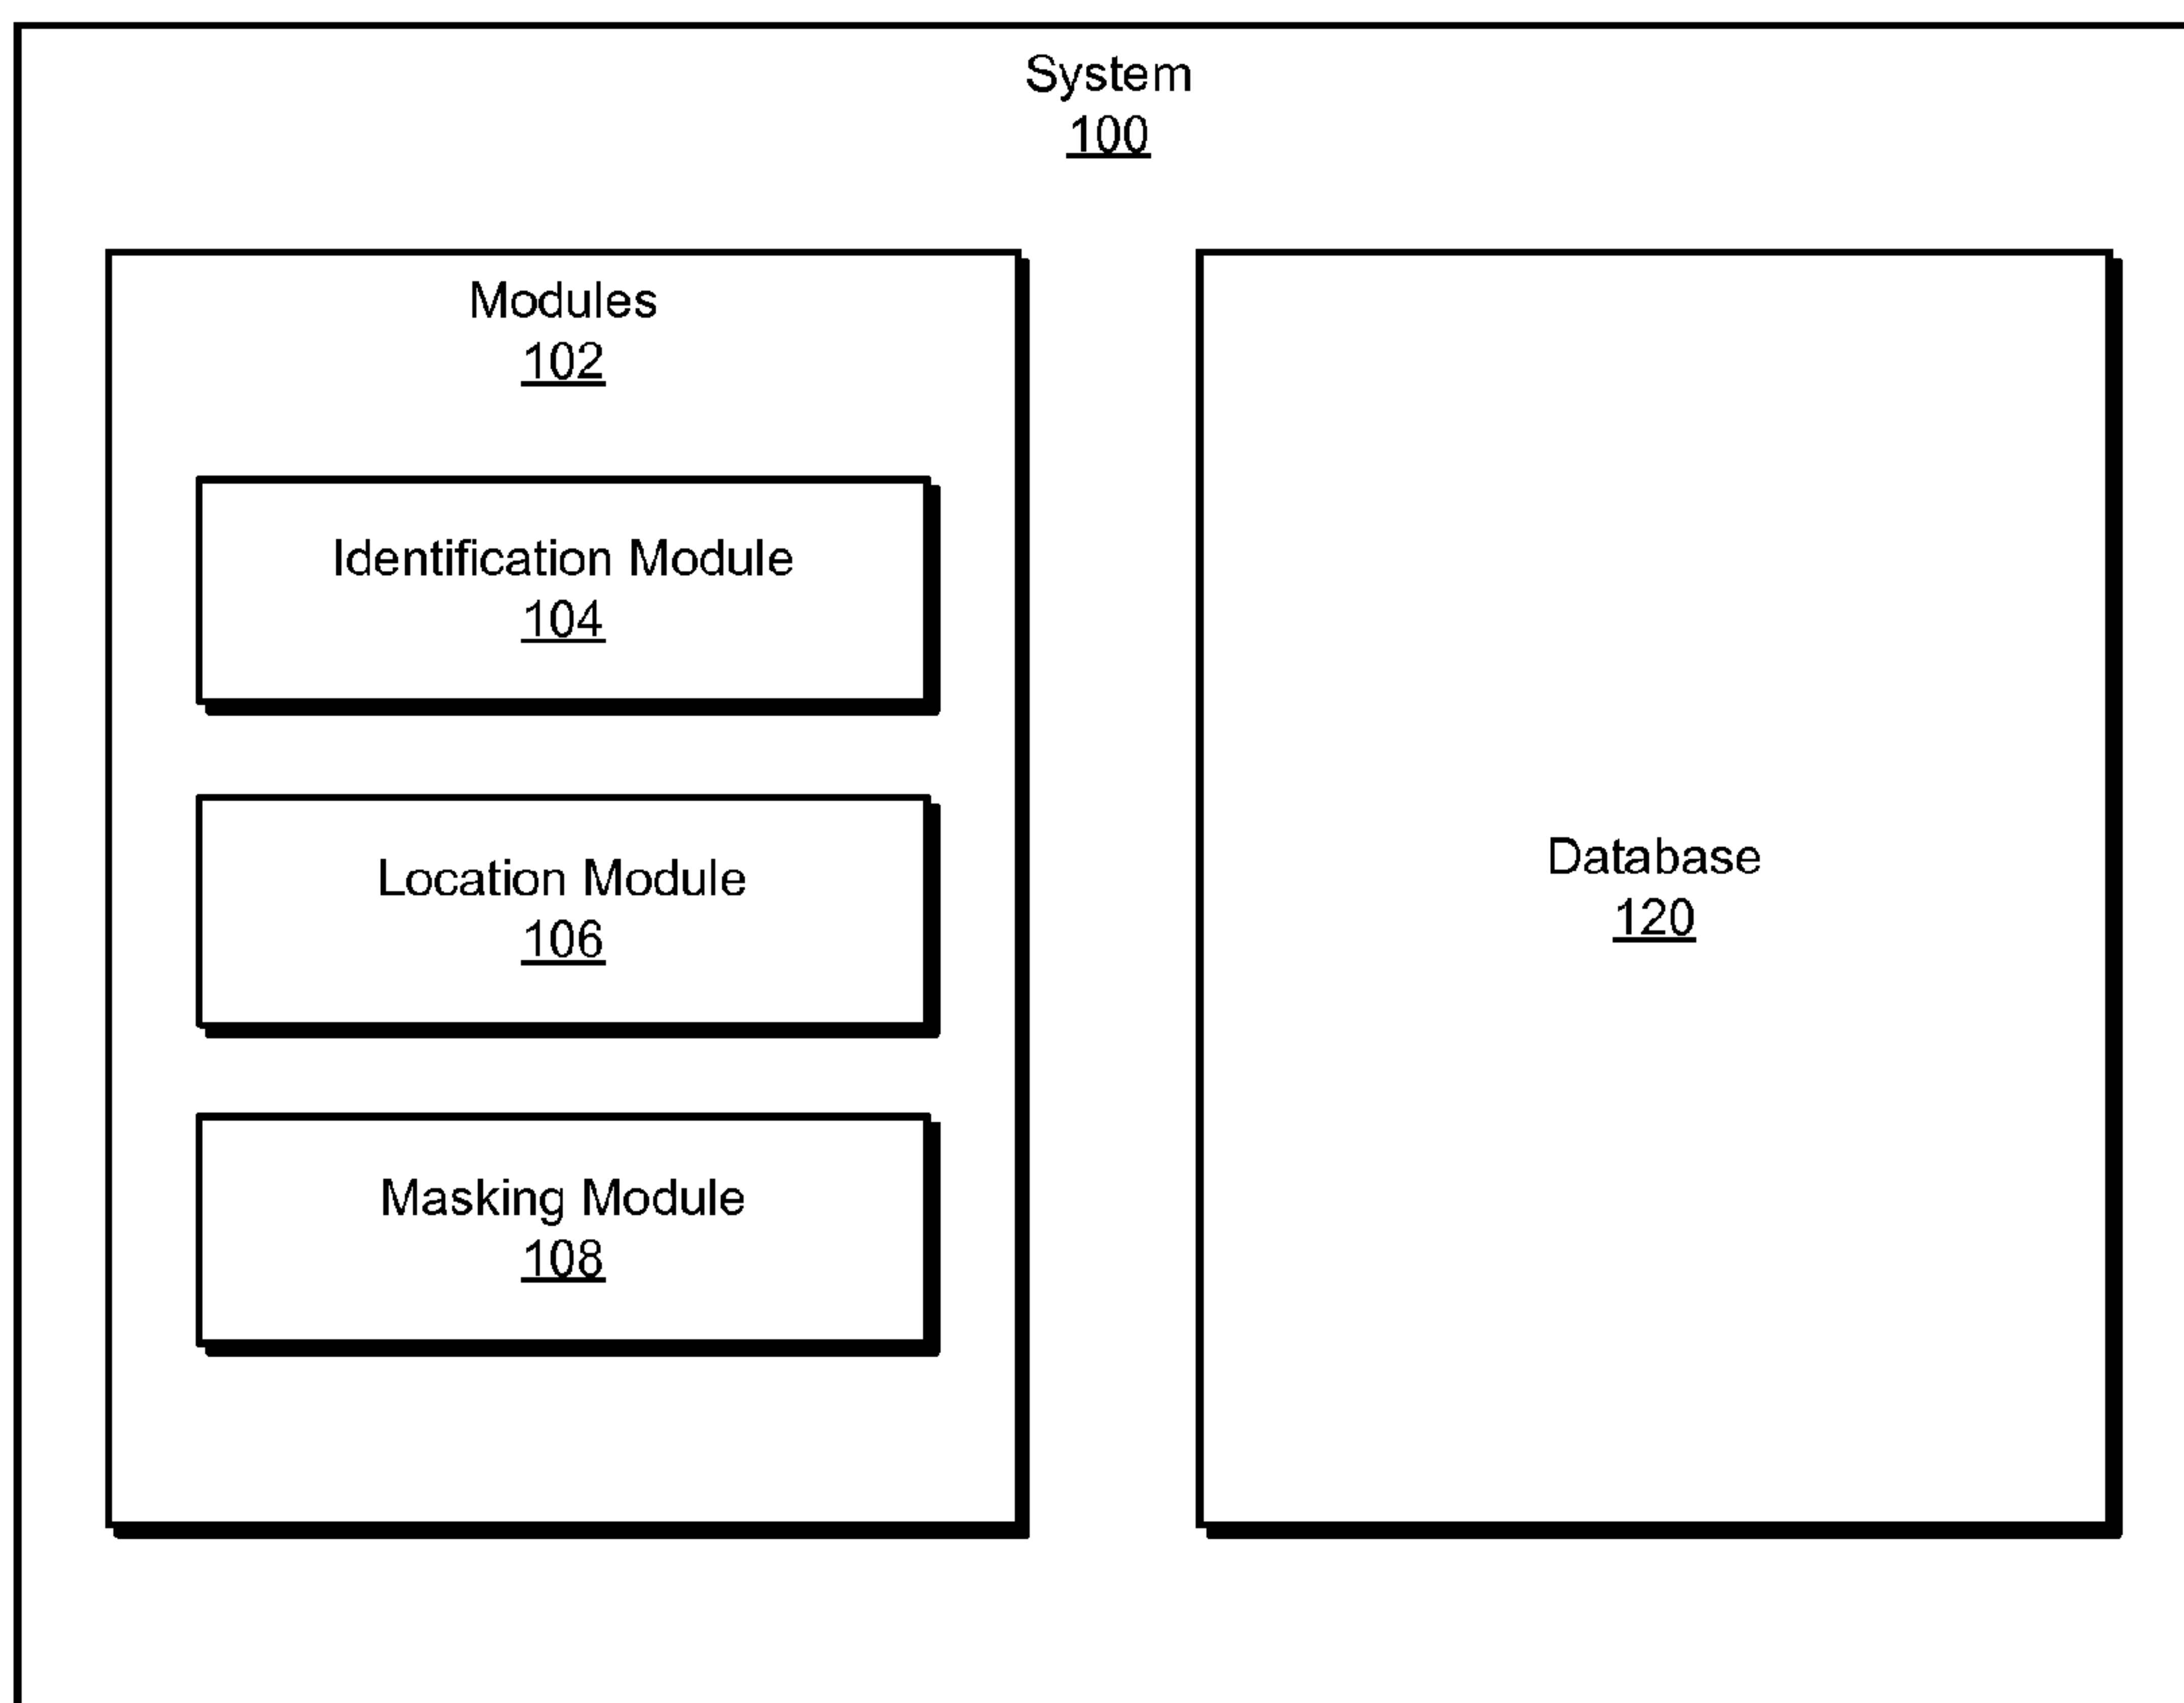 System
100
Modules
102
Identification Module
104
Location Module
106
Masking Module
108
Database
120